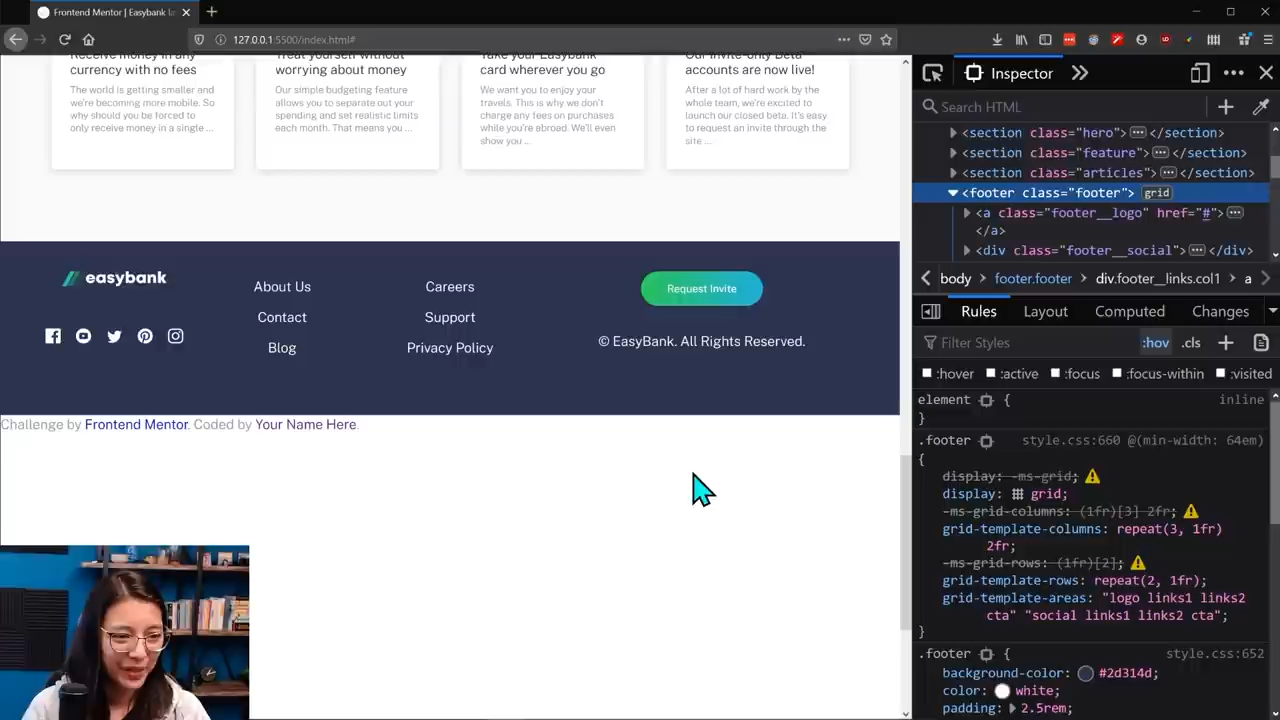 Frontend Mentor | Easybank la
127.0.0.1:5500/index.html#
Receive money in any
currency with no fees
The world is getting smaller and
we're becoming more mobile. So
why should you be forced to
only receive money in a single ...
Treat yourself without
worrying about money
Our simple budgeting feature
allows you to separate out your
spending and set realistic limits
each month. That means you ...
Take your Easybank
card wherever you go
We want you to enjoy your
travels. This is why we don't
charge any fees on purchases
while you're abroad. We'll even
show you ...
Our invite-only Beta
accounts are now live!
After a lot of hard work by the
whole team, we're excited to
launch our closed beta. It's easy
to request an invite through the
site ...
easybank
About Us
Contact
Blog
Careers
Support
Privacy Policy
Request Invite
© EasyBank. All Rights Reserved.
Challenge by Frontend Mentor. Coded by Your Name Here.
Inspector
Search HTML
<section class="hero"> </section>
<section class="feature"> </section>
<section class="articles"> </section>
<footer class="footer"> grid
<a class="footer__logo" href="#">
</a>
<div class="footer__social"> </div>
body footer.footer div.footer__links.col1 a
Rules Layout Computed Changes
Filter Styles :hov .cls
:hover :active :focus :focus-within :visited
element { inline
}
.footer style.css:660 @(min-width: 64em)
{
display: -ms-grid;
display: grid;
-ms-grid-columns: (1fr)[3] 2fr;
grid-template-columns: repeat(3, 1fr)
2fr;
-ms-grid-rows: (1fr)[2];
grid-template-rows: repeat(2, 1fr);
grid-template-areas: "logo links1 links2
cta" "social links1 links2 cta";
}
.footer { style.css:652
background-color: #2d314d;
color: white;
padding: 2.5rem;